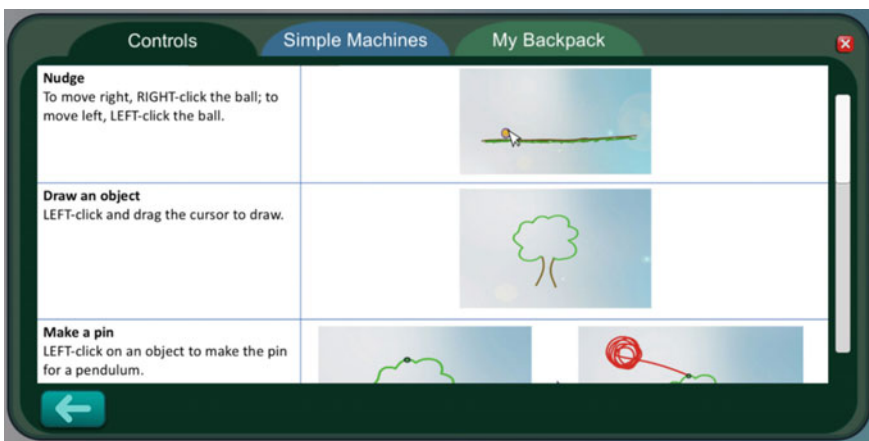 Controls
Simple Machines
My Backpack
Nudge
To move right, RIGHT-click the ball; to
move left, LEFT-click the ball.
Draw an object
LEFT-click and drag the cursor to draw.
Make a pin
LEFT-click on an object to make the pin
for a pendulum.